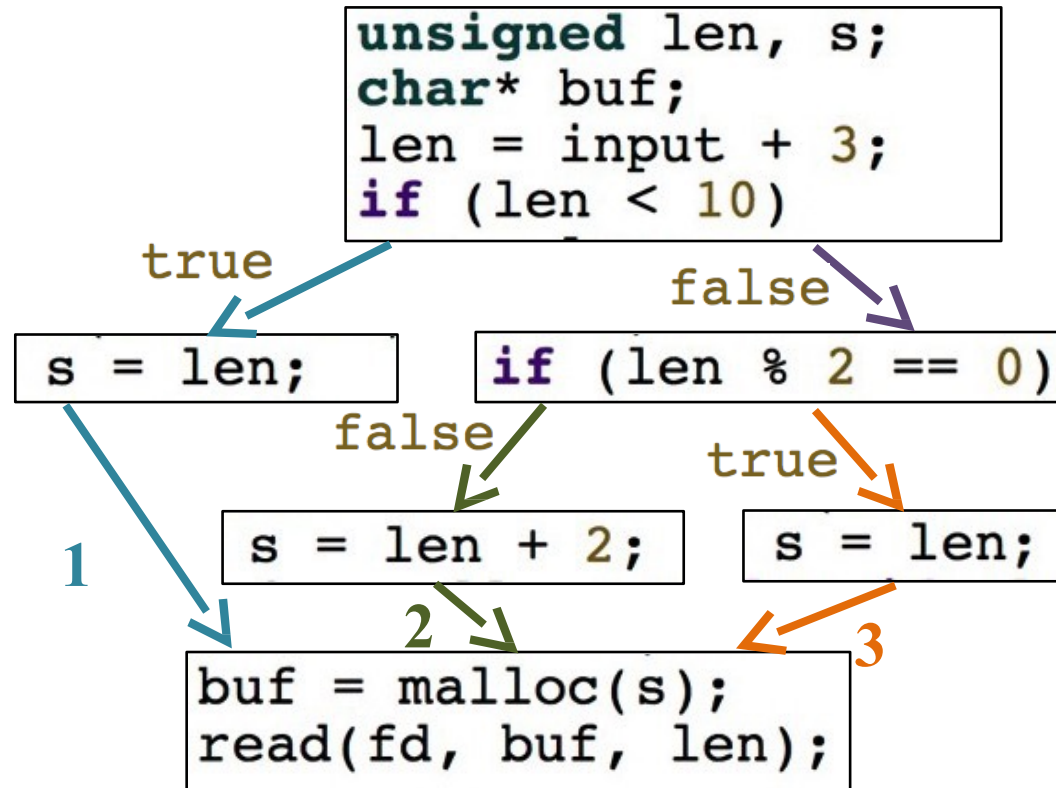 unsigned len, s;
char* buf;
len = input + 3;
if (len < 10)
true
false
s = len;
if (len % 2 == 0)
false
true
s = len + 2;
s = len;
1
2
3
buf = malloc(s);
read(fd, buf, len);